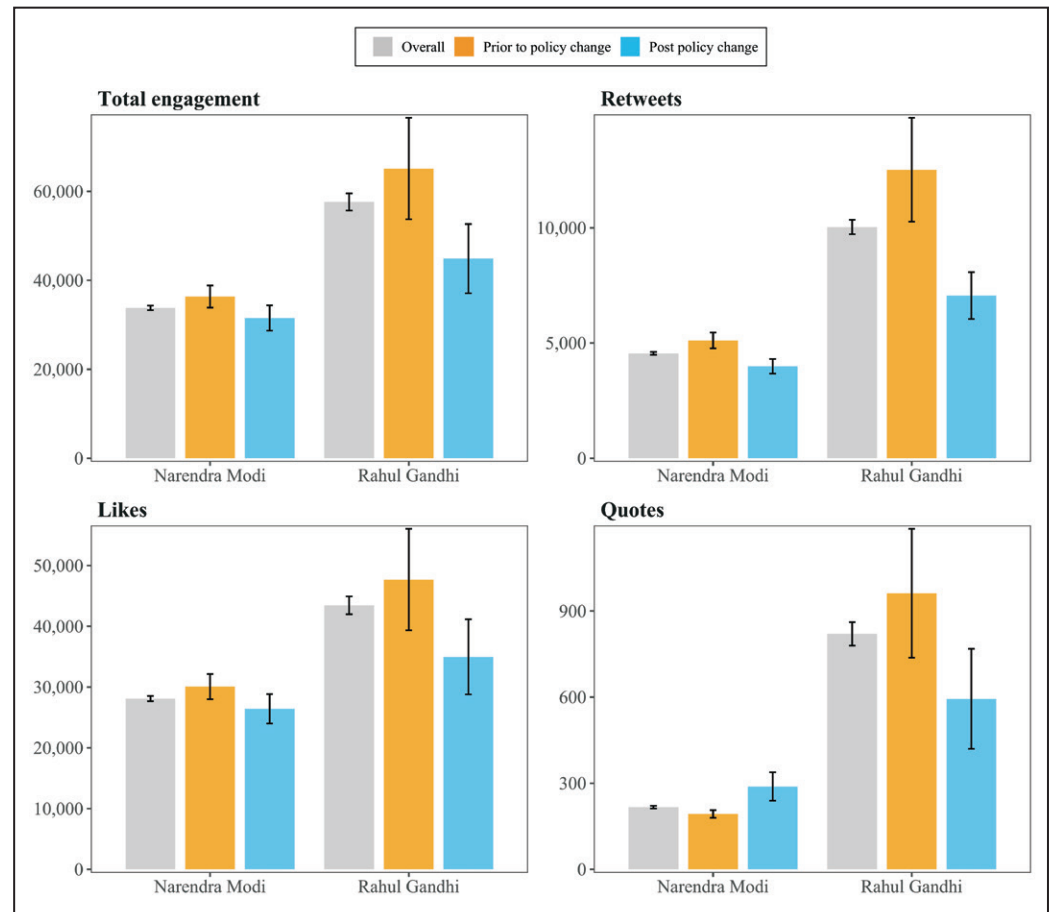 Overall Prior to policy change Post policy change
Total engagement
60,000
40,000
20,000
0
Narendra Modi Rahul Gandhi
Retweets
10,000
5,000
0
Narendra Modi Rahul Gandhi
Likes
50,000
40,000
30,000
20,000
10,000
0
Narendra Modi Rahul Gandhi
Quotes
900
600
300
0
Narendra Modi Rahul Gandhi